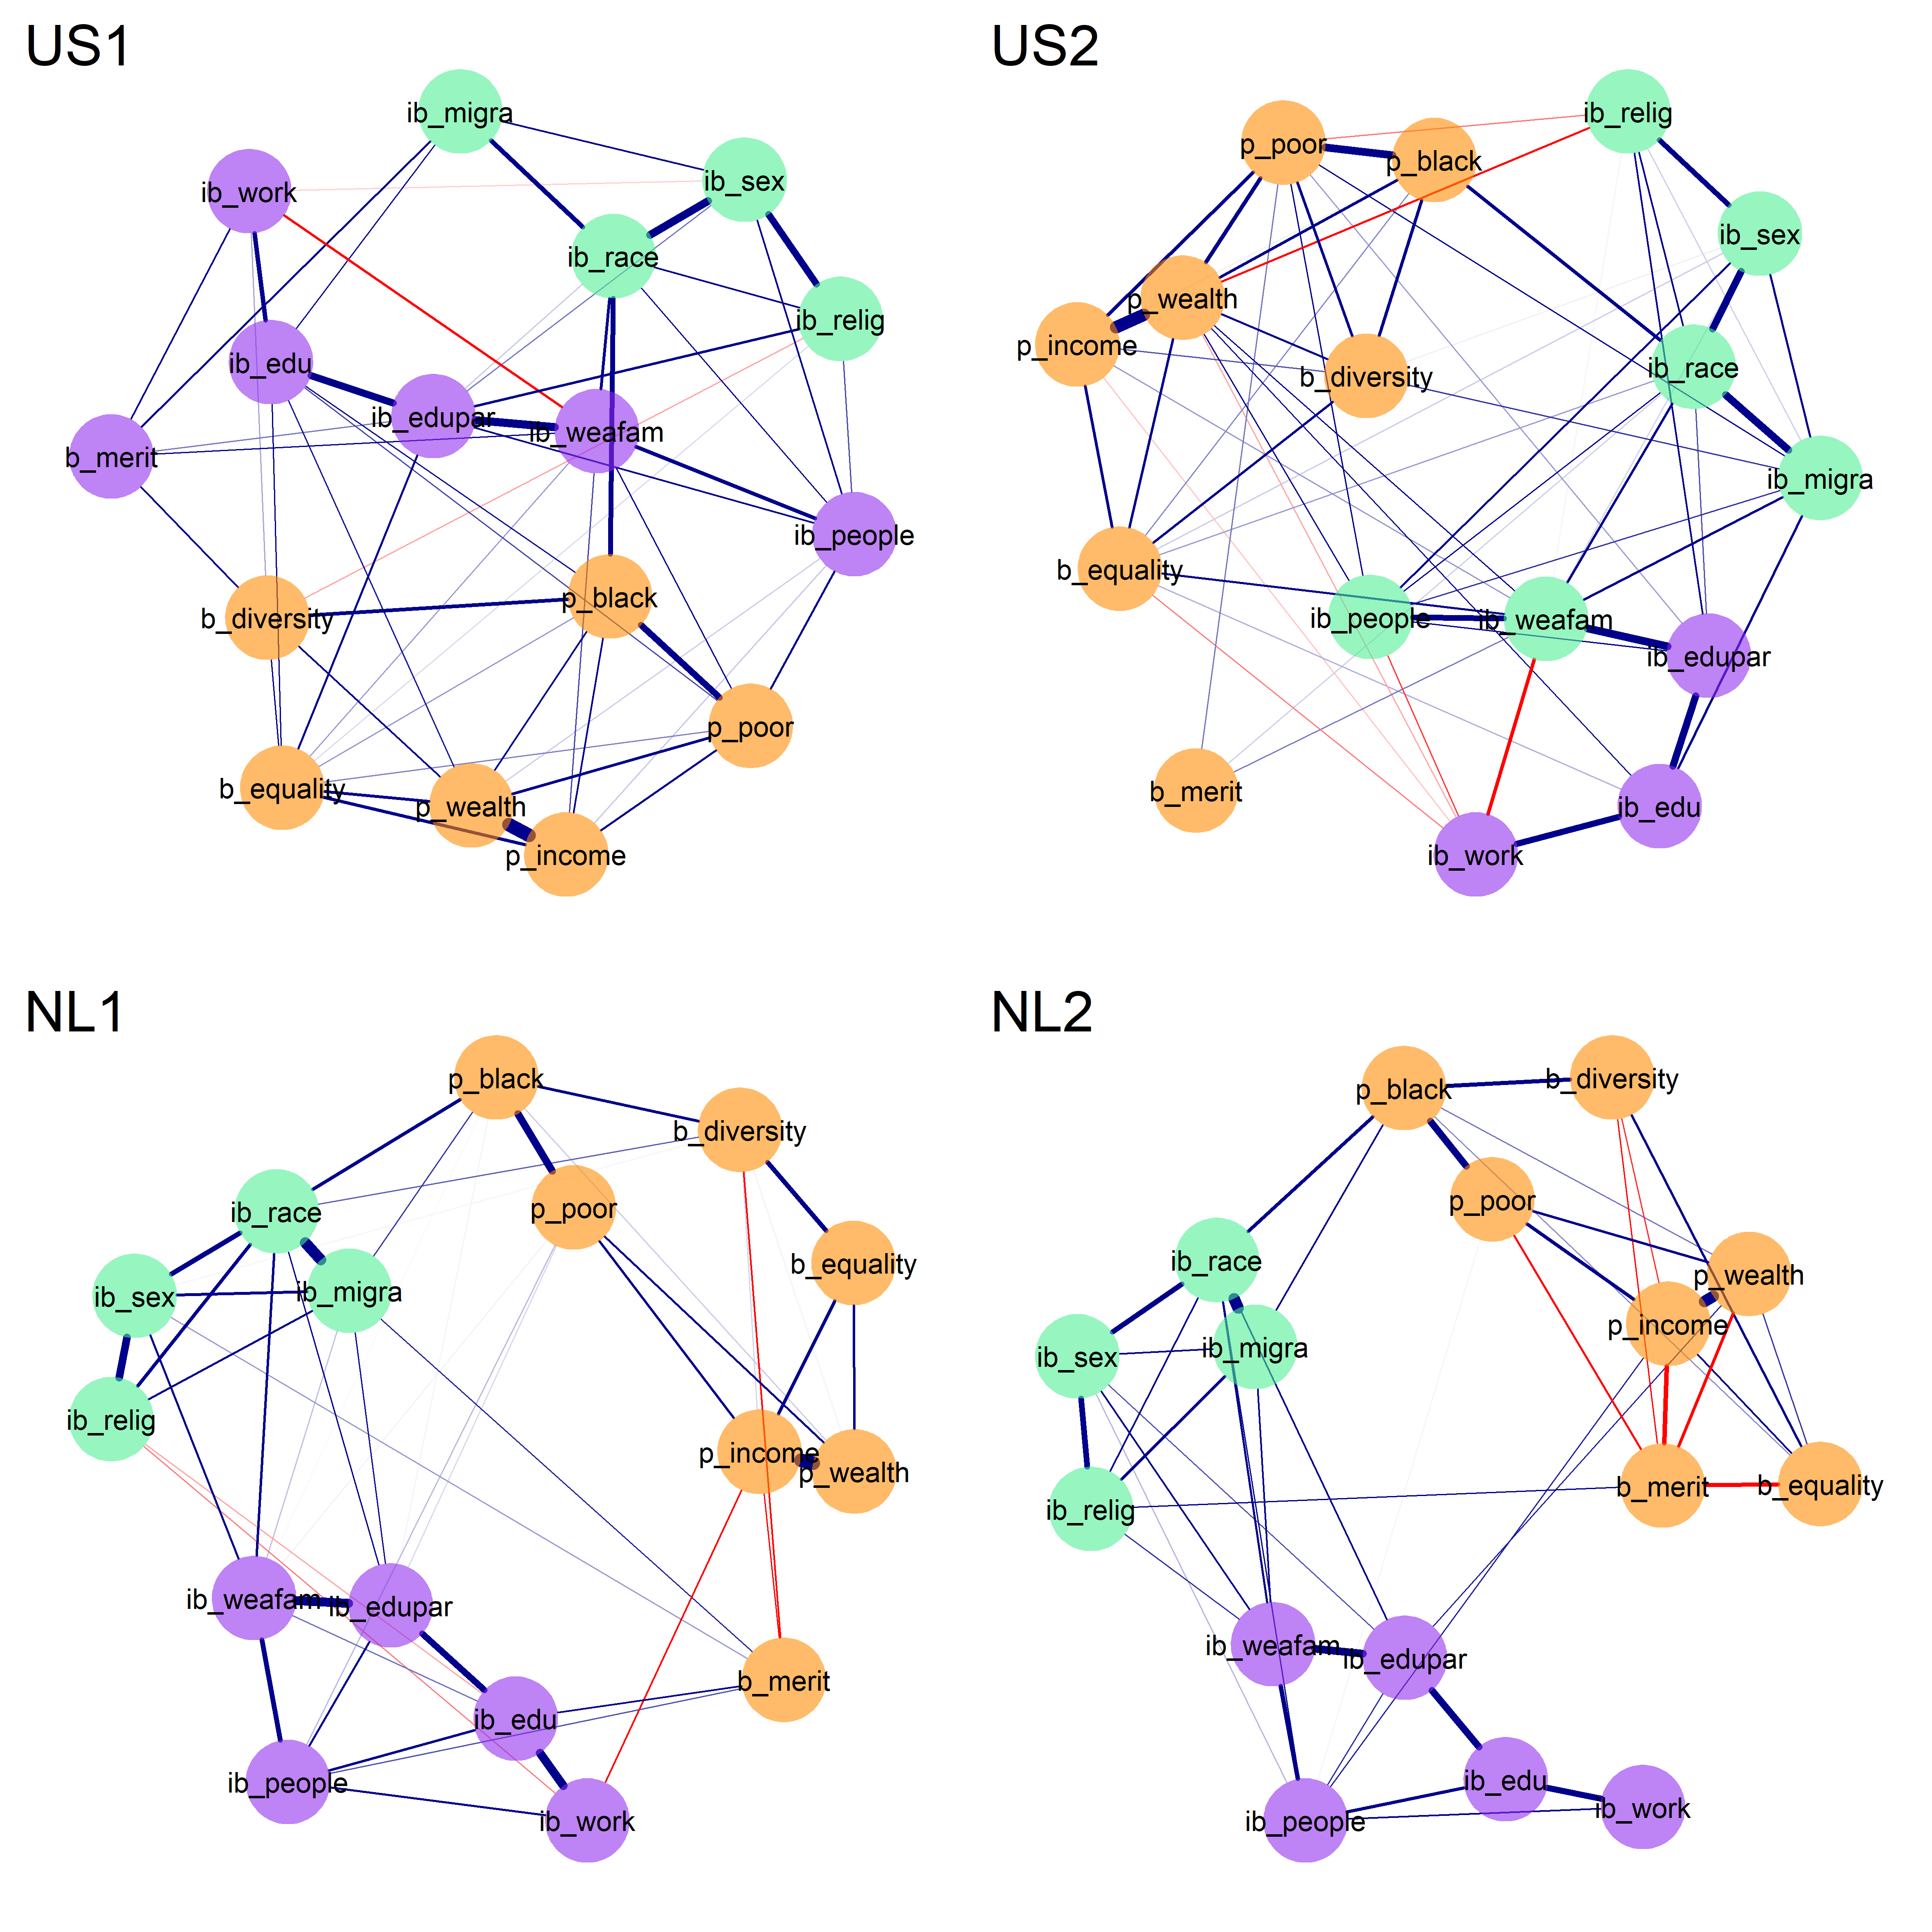 US1
ib_migra
ib_sex
ib_work
ib_race
ib_relig
ib_edu
ib_edupar
ib_weafam
b_merit
ib_people
p_black
b_diversity
p_poor
b_equality
p_wealth
p_income
US2
ib_relig
p_poor
p_black
ib_sex
p_wealth
p_income
b_diversity
ib_race
ib_migra
b_equality
ib_people
ib_weafam
ib_edupar
b_merit
ib_edu
ib_work
NL1
p_black
b_diversity
p_poor
ib_race
b_equality
ib_sex
ib_migra
ib_relig
p_income
p_wealth
ib_weafam
ib_edupar
b_merit
ib_edu
ib_people
ib_work
NL2
p_black
b_diversity
p_poor
ib_race
p_wealth
p_income
ib_sex
ib_migra
ib_relig
b_merit
b_equality
ib_weafam
ib_edupar
ib_edu
ib_work
ib_people